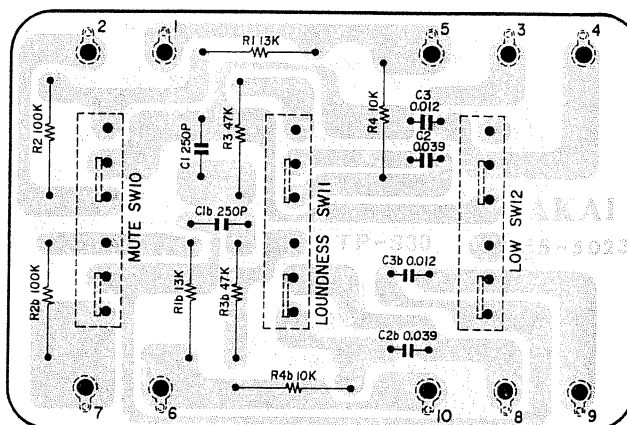 2
1
5
3
4
R1 13K
R2 100K
MUTE SW10
C1 250P
R3 47K
LOUNDNESS SW11
R4 10K
C3
0.012
C2
0.039
LOW SW12
AKAI
C1b 250P
R2b 100K
R1b 13K
R3b 47K
C3b 0.012
C2b 0.039
R4b 10K
7
6
10
8
9